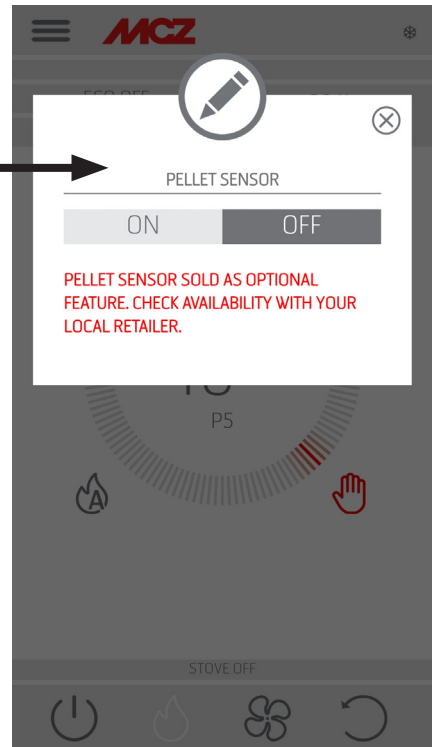 MCZ
PELLET SENSOR
ON OFF
PELLET SENSOR SOLD AS OPTIONAL
FEATURE. CHECK AVAILABILITY WITH YOUR
LOCAL RETAILER.
P5
A
STOVE OFF